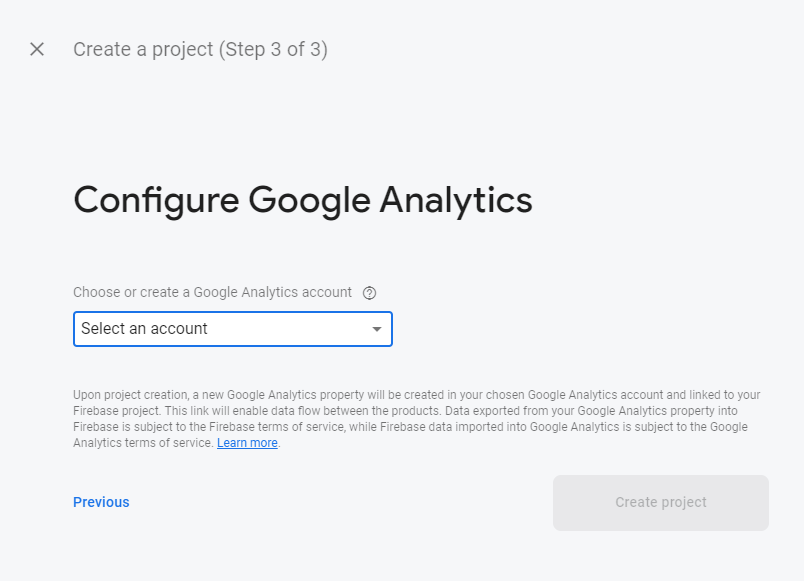 Create a project (Step 3 of 3)
Configure Google Analytics
Choose or create a Google Analytics account
Select an account
Upon project creation, a new Google Analytics property will be created in your chosen Google Analytics account and linked to your
Firebase project. This link will enable data flow between the products. Data exported from your Google Analytics property into
Firebase is subject to the Firebase terms of service, while Firebase data imported into Google Analytics is subject to the Google
Analytics terms of service. Learn more.
Previous
Create project